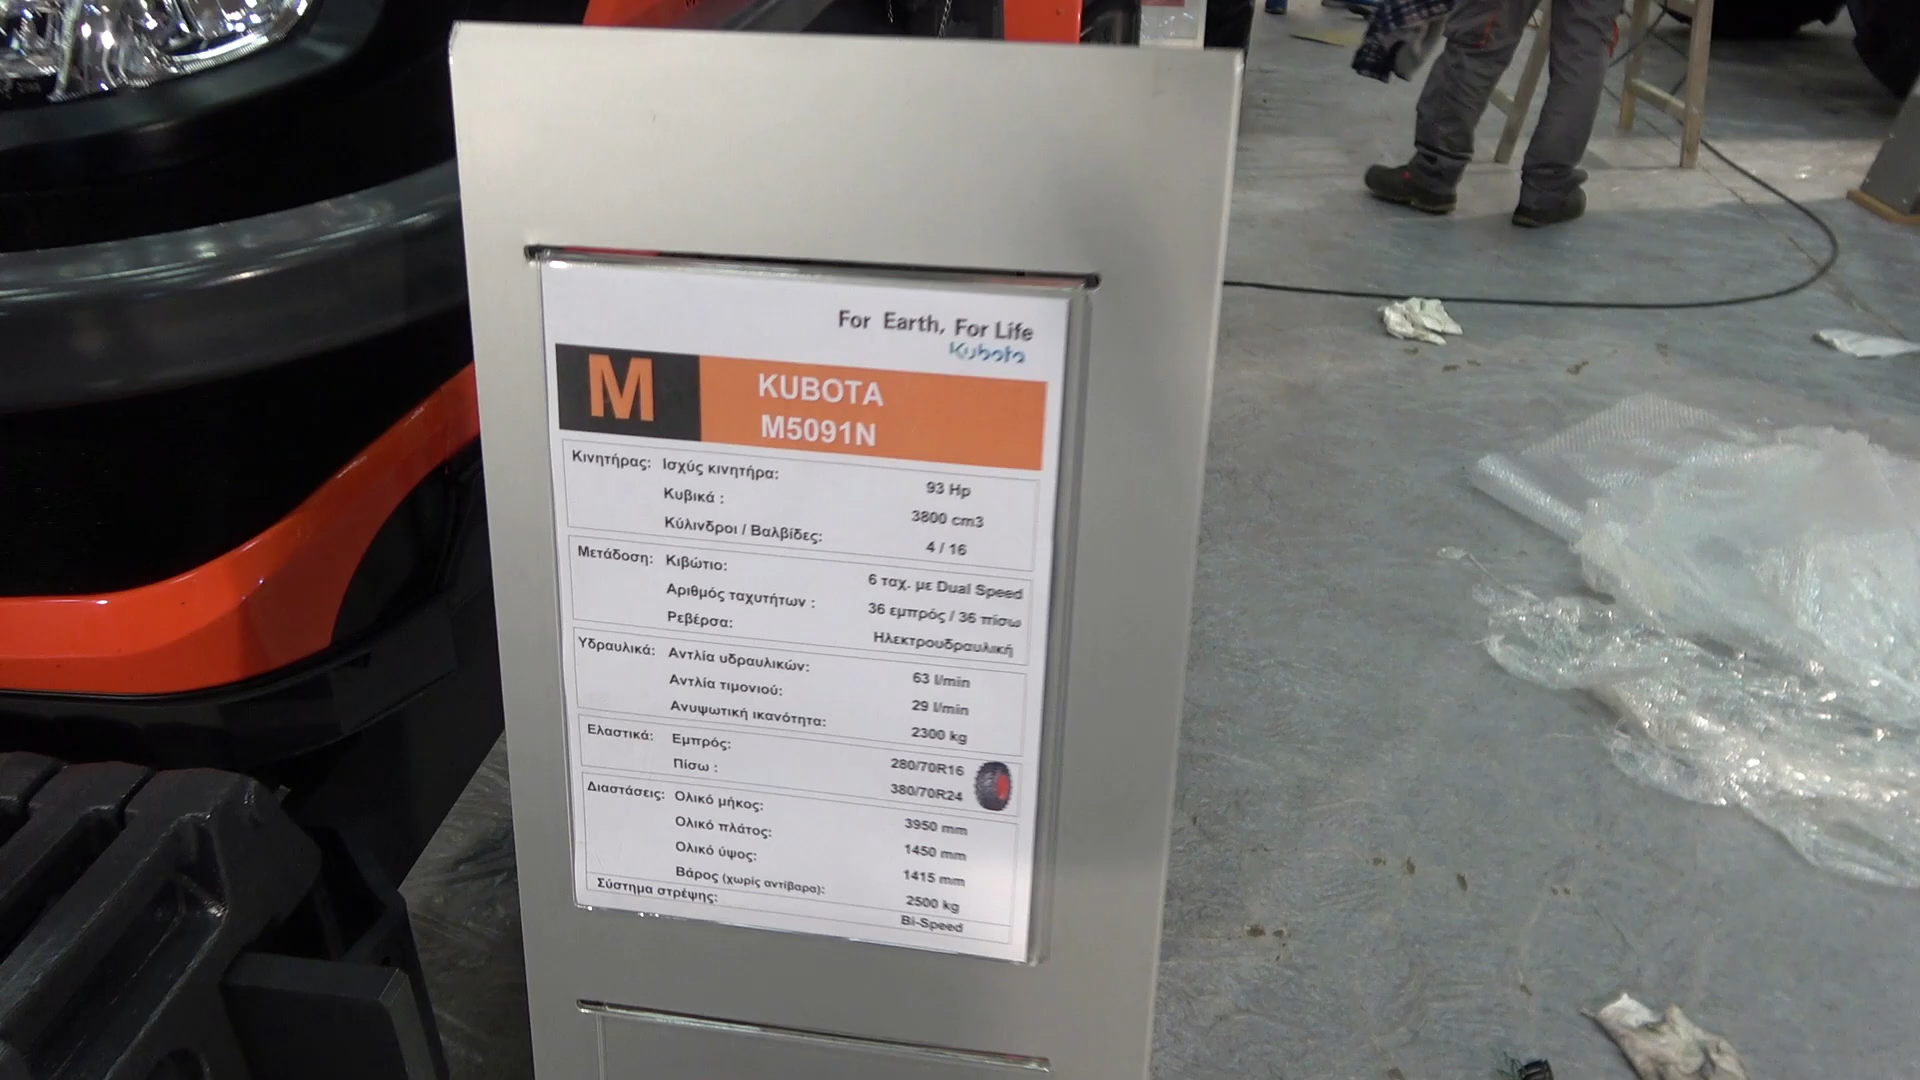 For Earth, For Life
Kubota
M
KUBOTA
M5091N
Κινητήρας: Ισχύς κινητήρα: 93 Hp
Κυβικά : 3800 cm3
Κύλινδροι / Βαλβίδες: 4 / 16
Μετάδοση: Κιβώτιο: 6 ταχ. με Dual Speed
Αριθμός ταχυτήτων : 36 εμπρός / 36 πίσω
Ρεβέρσα: Ηλεκτρουδραυλική
Υδραυλικά: Αντλία υδραυλικών: 63 l/min
Αντλία τιμονιού: 29 l/min
Ανυψωτική ικανότητα: 2300 kg
Ελαστικά: Εμπρός: 280/70R16
Πίσω : 380/70R24
Διαστάσεις: Ολικό μήκος: 3950 mm
Ολικό πλάτος: 1450 mm
Ολικό ύψος: 1415 mm
Βάρος (χωρίς αντίβαρα): 2500 kg
Σύστημα στρέψης: Bi-Speed